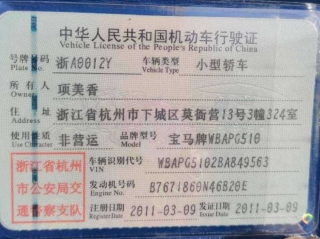 中华人民共和国机动车行驶证
Vehicle License of the People's Republic of China
号牌号码 浙A0012Y 车辆类型 小型轿车
Plate No. Vehicle Type
所有人 项美香
Owner
住址 浙江省杭州市下城区莫衙营13号3幢324室
Address
使用性质 非营运 品牌型号 宝马牌WBAPG510
Use Character Model
浙江省杭州市公安局交通警察支队
车辆识别代号 WBAPG5102BA849563
VIN
发动机号码 B7671860N46B20E
Engine No.
注册日期 2011-03-09 发证日期 2011-03-09
Register Date Issue Date